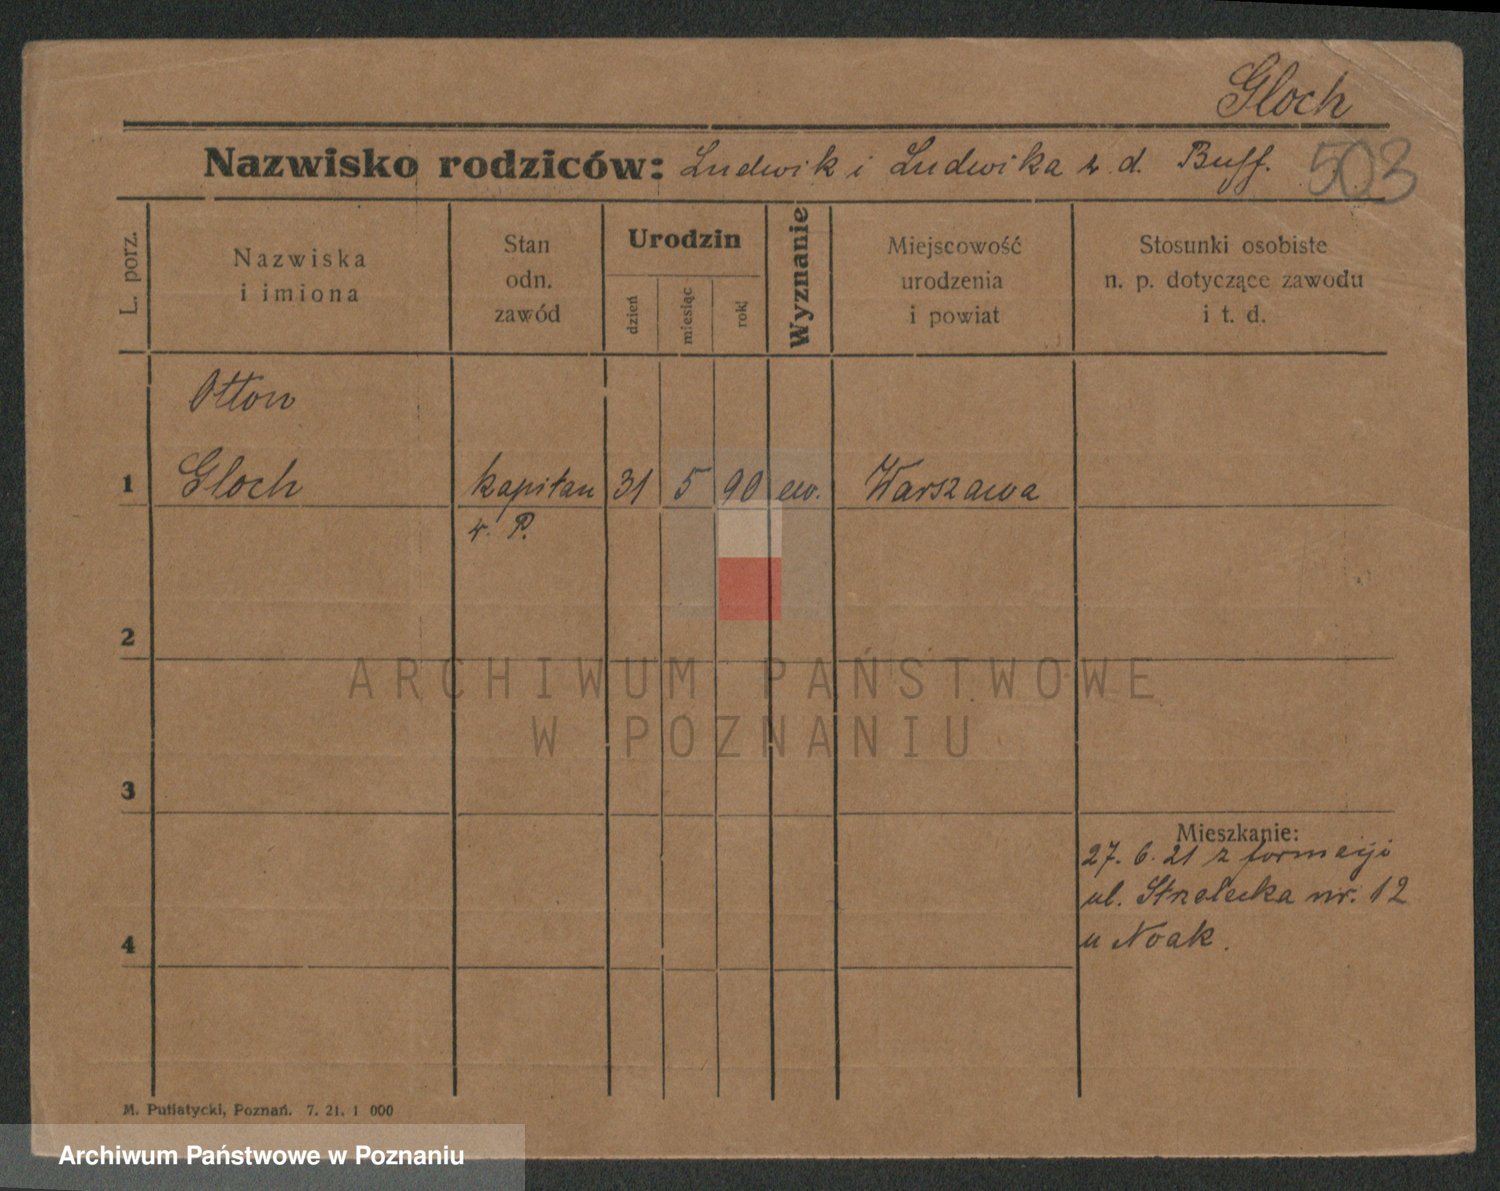 Gloch
Nazwisko rodziców: Ludwik i Ludwika z d. Buff.
503
L. porz.
Nazwiska
i imiona
Stan
odn.
zawód
Urodzin
dzień
miesiąc
rok
Wyznanie
Miejscowość
urodzenia
i powiat
Stosunki osobiste
n. p. dotyczące zawodu
i t. d.
Otton
1 Gloch kapitan 31 5 90 ew. Warszawa
w. P.
2
ARCHIWUM PAŃSTWOWE
W POZNANIU
3
Mieszkanie:
27. 6. 21 z formacji
ul. Strzelecka nr. 12
4 u Noak.
M. Putiatycki, Poznań. 7. 21. 1 000
Archiwum Państwowe w Poznaniu